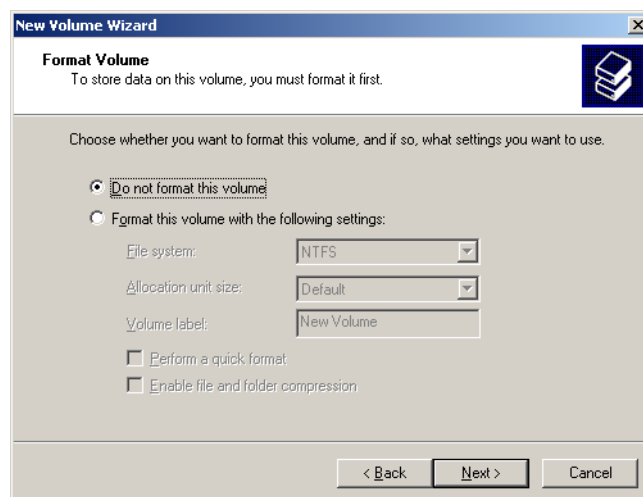 New Volume Wizard
Format Volume
To store data on this volume, you must format it first.
Choose whether you want to format this volume, and if so, what settings you want to use.
Do not format this volume
Format this volume with the following settings:
File system: NTFS
Allocation unit size: Default
Volume label: New Volume
Perform a quick format
Enable file and folder compression
< Back Next > Cancel